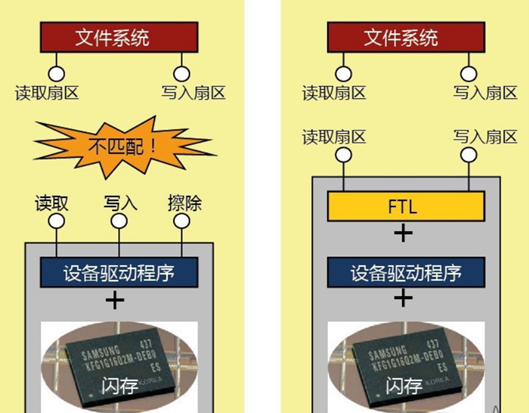 文件系统
读取扇区
写入扇区
不匹配！
读取
写入
擦除
设备驱动程序
+
SAMSUNG 437
KFG1G16Q2M-DEB0
ES
KOREA
闪存
文件系统
读取扇区
写入扇区
读取扇区
写入扇区
FTL
+
设备驱动程序
+
SAMSUNG 437
KFG1G16Q2M-DEB0
ES
KOREA
闪存